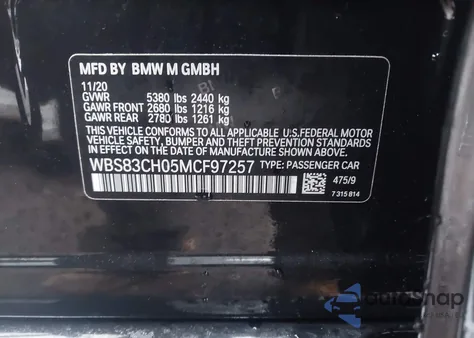 MFD BY BMW M GMBH
11/20
GVWR 5380 lbs 2440 kg
GAWR FRONT 2680 lbs 1216 kg
GAWR REAR 2780 lbs 1261 kg
THIS VEHICLE CONFORMS TO ALL APPLICABLE U.S.FEDERAL MOTOR
VEHICLE SAFETY, BUMPER, AND THEFT PREVENTION STANDARDS
IN EFFECT ON THE DATE OF MANUFACTURE SHOWN ABOVE.
WBS83CH05MCF97257 TYPE: PASSENGER CAR
475/9
7 315 814
AutoShap